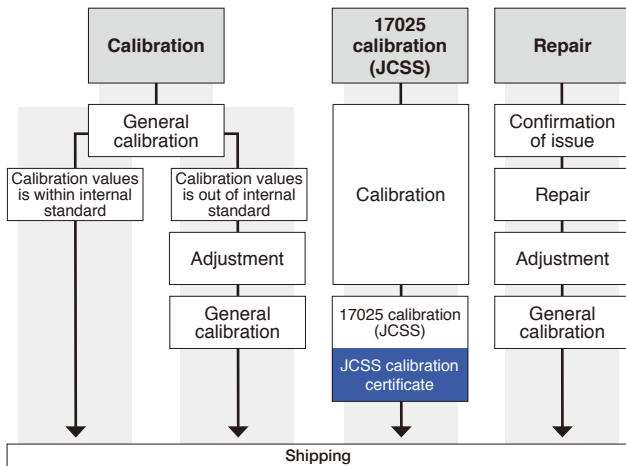 Calibration
General
calibration
Calibration values
is within internal
standard
Calibration values
is out of internal
standard
Adjustment
General
calibration
17025
calibration
(JCSS)
Calibration
17025 calibration
(JCSS)
JCSS calibration
certificate
Repair
Confirmation
of issue
Repair
Adjustment
General
calibration
Shipping